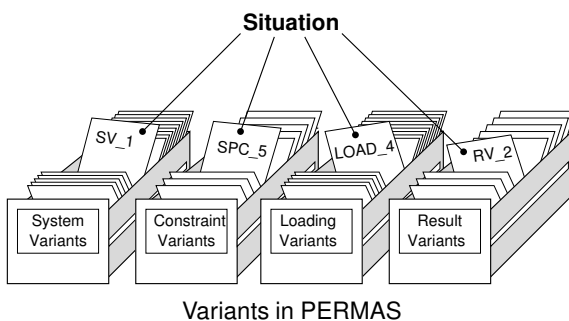 Situation
SV_1
SPC_5
LOAD_4
RV_2
System
Variants
Constraint
Variants
Loading
Variants
Result
Variants
Variants in PERMAS